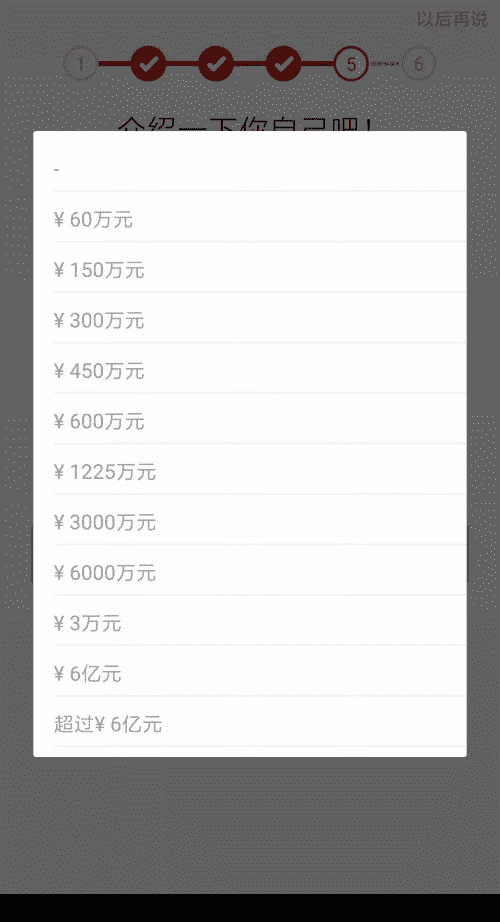 以后再说
1
5
6
介绍一下你自己吧！
-
¥ 60万元
¥ 150万元
¥ 300万元
¥ 450万元
¥ 600万元
¥ 1225万元
¥ 3000万元
¥ 6000万元
¥ 3万元
¥ 6亿元
超过¥ 6亿元